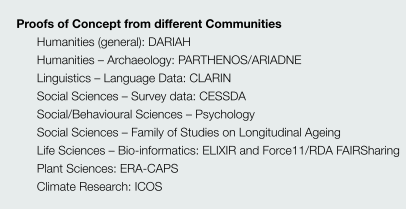 Proofs of Concept from different Communities
Humanities (general): DARIAH
Humanities – Archaeology: PARTHENOS/ARIADNE
Linguistics – Language Data: CLARIN
Social Sciences – Survey data: CESSDA
Social/Behavioural Sciences – Psychology
Social Sciences – Family of Studies on Longitudinal Ageing
Life Sciences – Bio-informatics: ELIXIR and Force11/RDA FAIRSharing
Plant Sciences: ERA-CAPS
Climate Research: ICOS